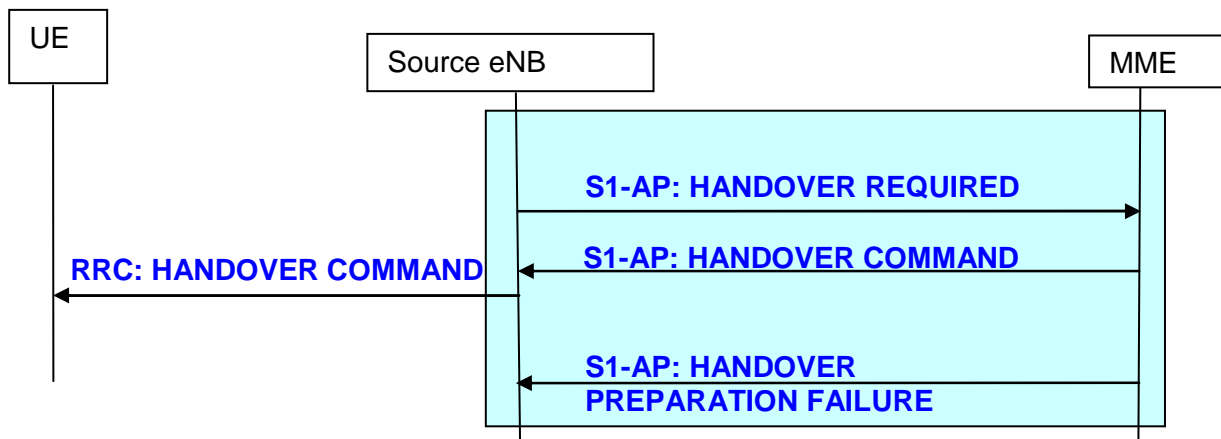 UE
Source eNB
MME
S1-AP: HANDOVER REQUIRED
S1-AP: HANDOVER COMMAND
RRC: HANDOVER COMMAND
S1-AP: HANDOVER
PREPARATION FAILURE